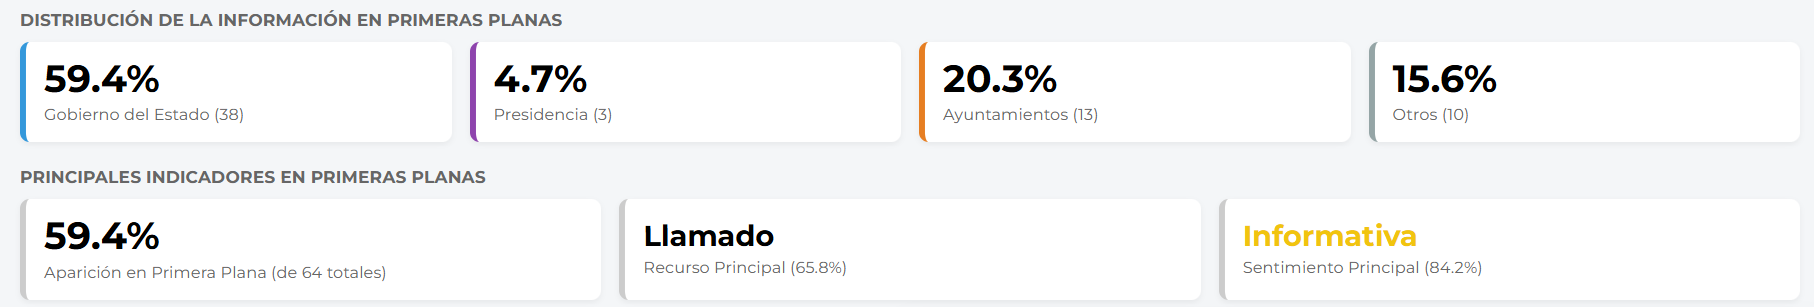 DISTRIBUCIÓN DE LA INFORMACIÓN EN PRIMERAS PLANAS
59.4%
Gobierno del Estado (38)
4.7%
Presidencia (3)
20.3%
Ayuntamientos (13)
15.6%
Otros (10)
PRINCIPALES INDICADORES EN PRIMERAS PLANAS
59.4%
Aparición en Primera Plana (de 64 totales)
Llamado
Recurso Principal (65.8%)
Informativa
Sentimiento Principal (84.2%)